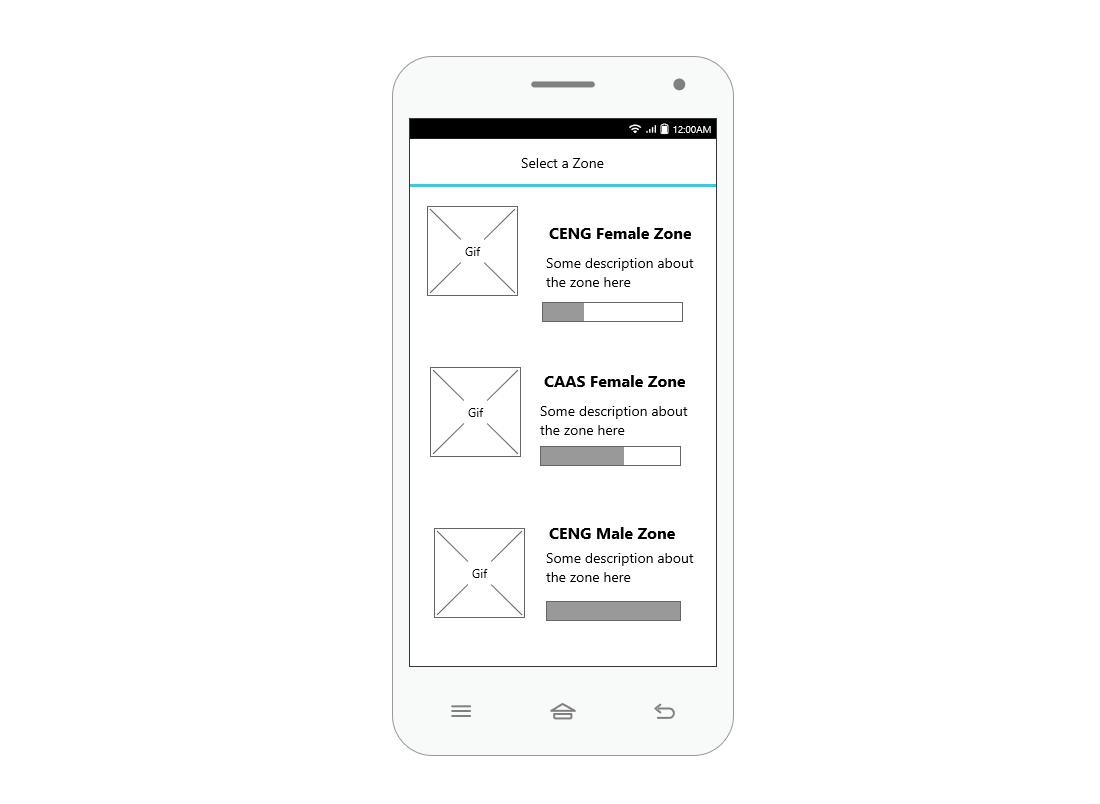 12:00AM
Select a Zone
Gif
CENG Female Zone
Some description about
the zone here
Gif
CAAS Female Zone
Some description about
the zone here
Gif
CENG Male Zone
Some description about
the zone here